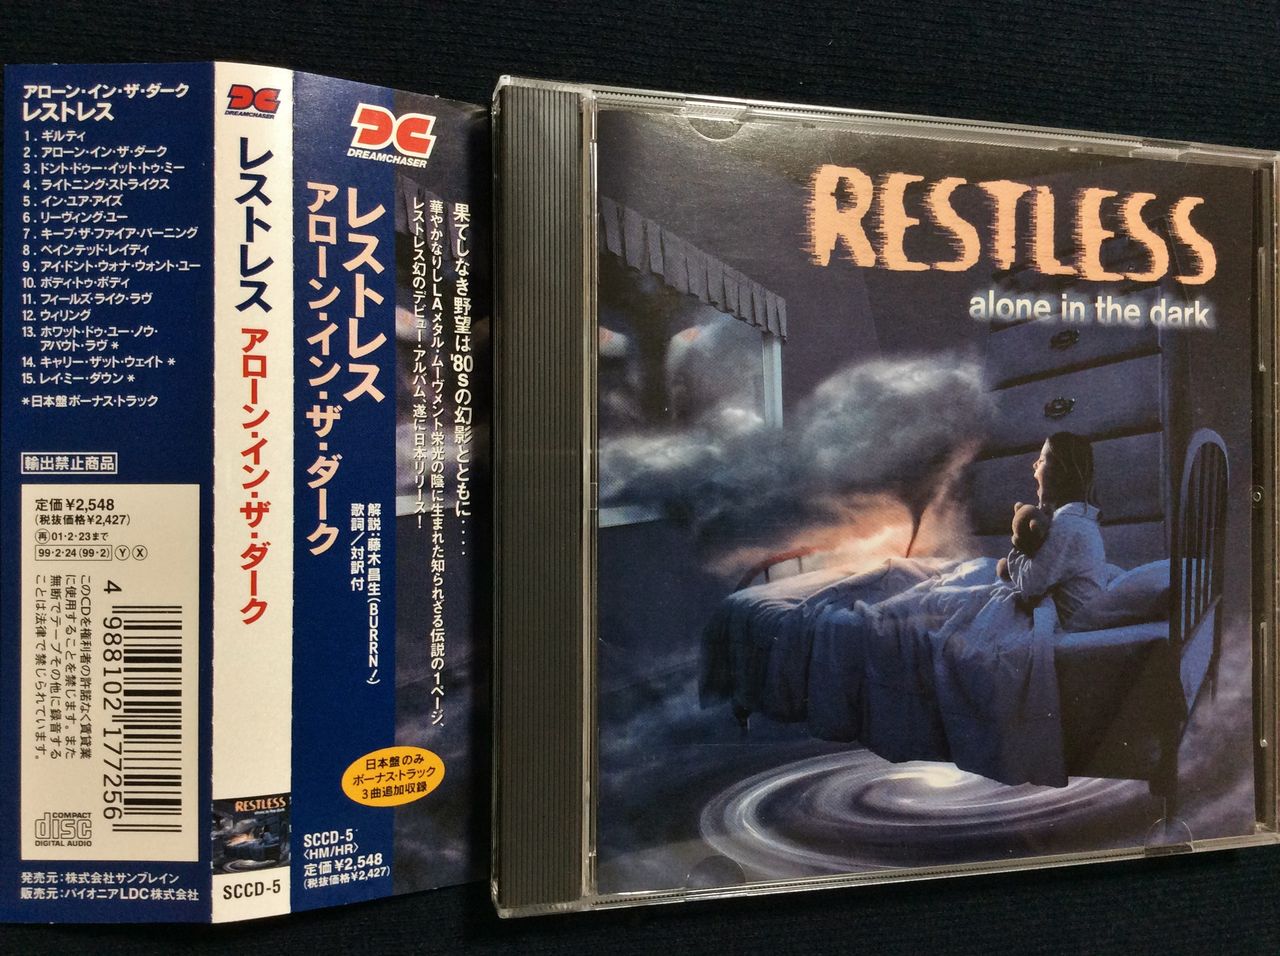 アローン・イン・ザ・ダーク
レストレス
1. ギルティ
2. アローン・イン・ザ・ダーク
3. ドント・ドゥー・イット・トゥ・ミー
4. ライトニング・ストライクス
5. イン・ユア・アイズ
6. リーヴィング・ユー
7. キープ・ザ・ファイア・バーニング
8. ペインテッド・レイディ
9. アイ・ドント・ウォナ・ウォント・ユー
10. ボディ・トゥ・ボディ
11. フィールズ・ライク・ラヴ
12. ウィリング
13. ホワット・ドゥ・ユー・ノウ・
アバウト・ラヴ *
14. キャリー・ザット・ウェイト *
15. レイ・ミー・ダウン *
*日本盤ボーナス・トラック
輸出禁止商品
定価¥2,548
(税抜価格¥2,427)
再 01・2・23まで
99・2・24(99・2) Y X
このCDを権利者の許諾なく賃貸業
に使用することを禁じます。また
無断でテープその他に録音する
ことは法律で禁じられています。
4 988102 177256
COMPACT
disc
DIGITAL AUDIO
発売元:株式会社サンブレイン
販売元:パイオニアLDC株式会社
DC
DREAMCHASER
レストレス
アローン・イン・ザ・ダーク
RESTLESS
alone in the dark
SCCD-5
DC
DREAMCHASER
レストレス
アローン・イン・ザ・ダーク
果てしなき野望は'80sの幻影とともに・・・・
華やかなりしLAメタル・ムーヴメント栄光の陰に生まれた知られざる伝説の1ページ、
レストレス幻のデビュー・アルバム、遂に日本リリース!
解説:藤木昌生(BURRN!)
歌詞/対訳付
日本盤のみ
ボーナス・トラック
3曲追加収録
SCCD-5
〈HM/HR〉
定価¥2,548
(税抜価格¥2,427)
RESTLESS
alone in the dark